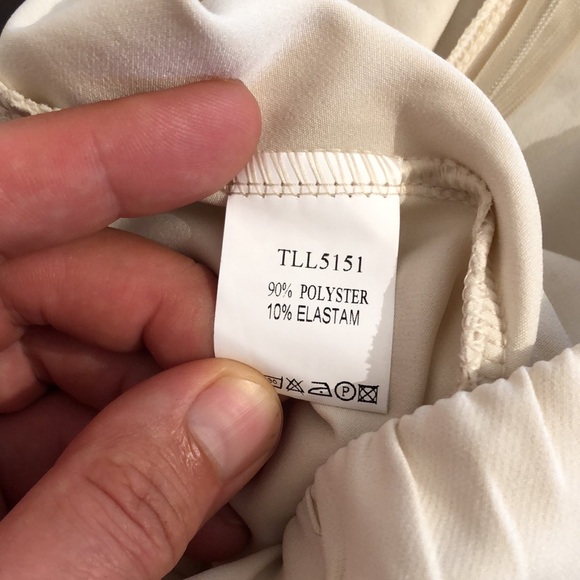 TLL5151
90% POLYSTER
10% ELASTAM
P